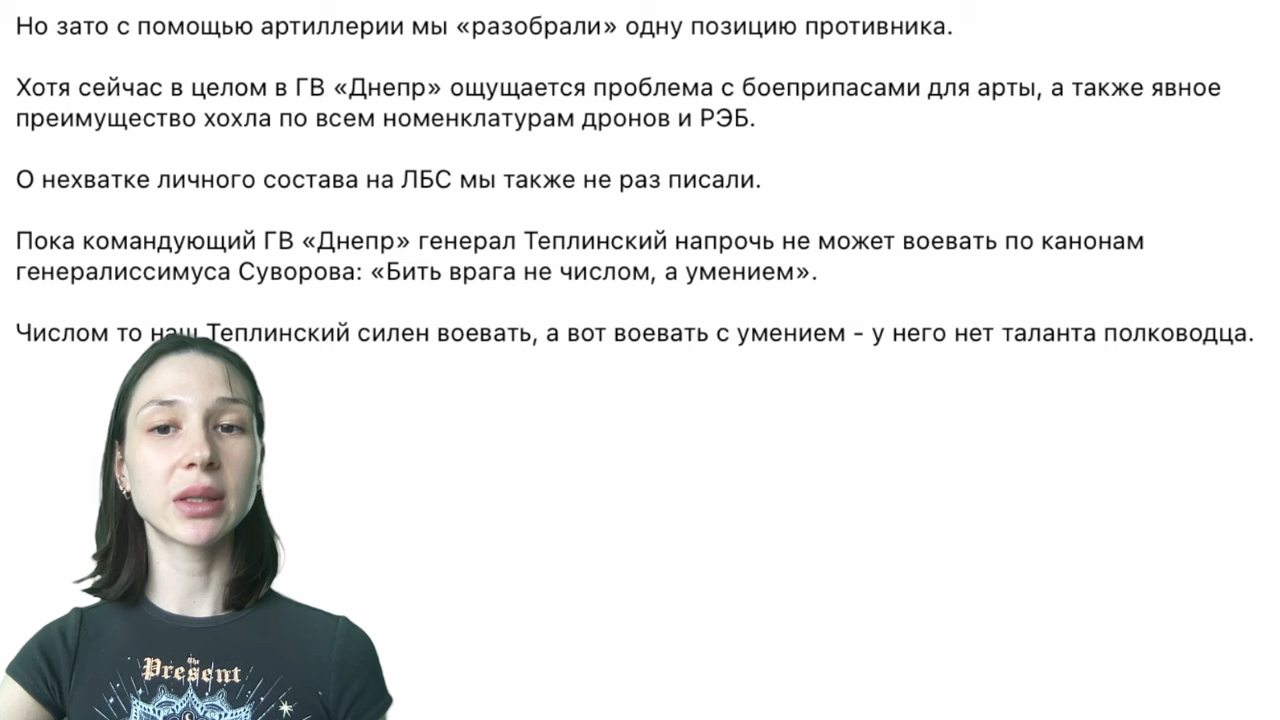 Но зато с помощью артиллерии мы «разобрали» одну позицию противника.
Хотя сейчас в целом в ГВ «Днепр» ощущается проблема с боеприпасами для арты, а также явное
преимущество хохла по всем номенклатурам дронов и РЭБ.
О нехватке личного состава на ЛБС мы также не раз писали.
Пока командующий ГВ «Днепр» генерал Теплинский напрочь не может воевать по канонам
генералиссимуса Суворова: «Бить врага не числом, а умением».
Числом то наш Теплинский силен воевать, а вот воевать с умением - у него нет таланта полководца.
The
Present